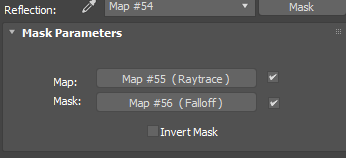 Reflection: Map #54 Mask
Mask Parameters
Map: Map #55 (Raytrace)
Mask: Map #56 (Falloff)
Invert Mask